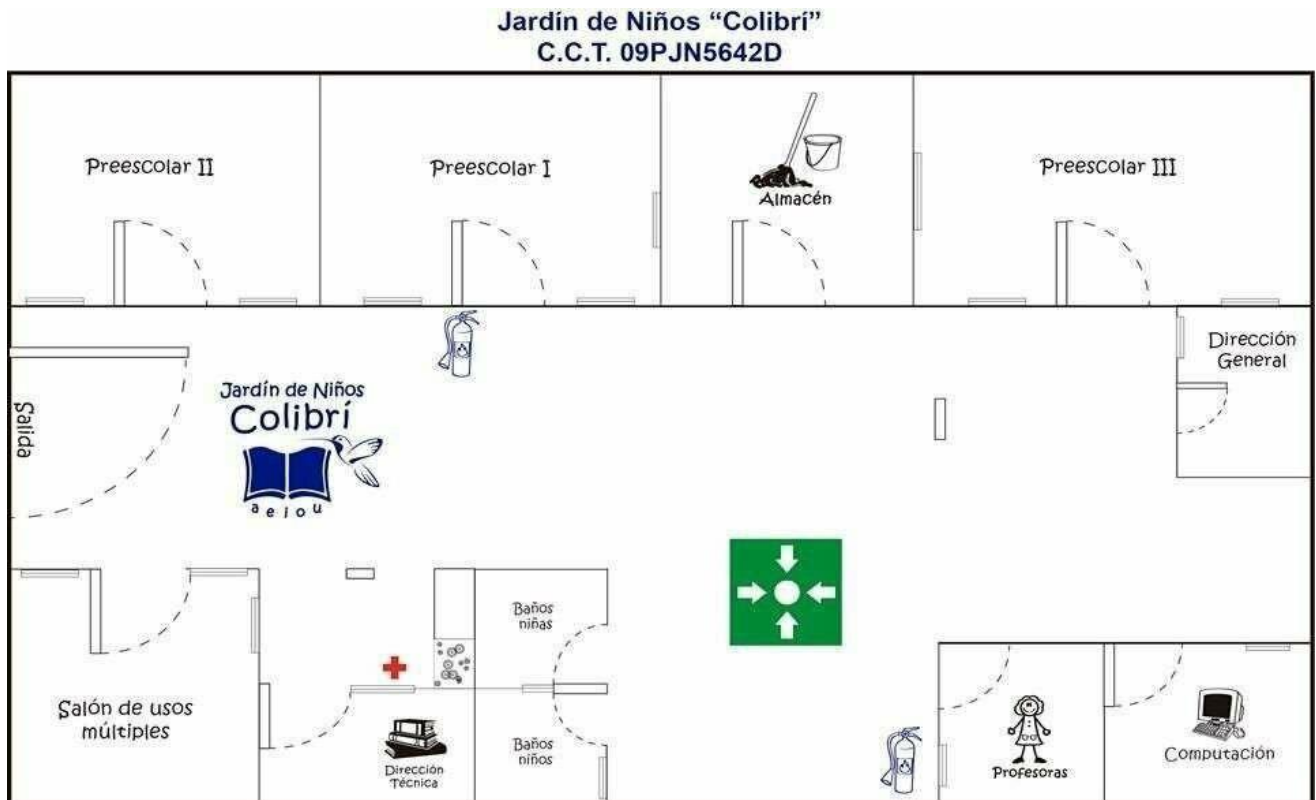 Jardín de Niños “Colibrí”
C.C.T. 09PJN5642D
Preescolar II
Preescolar I
Almacén
Preescolar III
Dirección
General
Salida
Jardín de Niños
Colibrí
a e i o u
Baños
niñas
Salón de usos
múltiples
Dirección
Técnica
Baños
niños
Profesoras
Computación